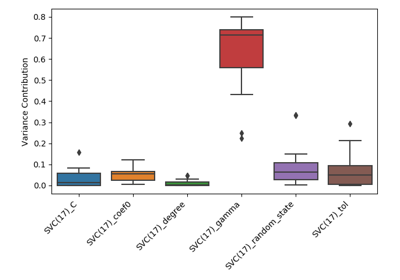 Variance Contribution
0.8
0.7
0.6
0.5
0.4
0.3
0.2
0.1
0.0
SVC(17)_C
SVC(17)_coef0
SVC(17)_degree
SVC(17)_gamma
SVC(17)_random_state
SVC(17)_tol